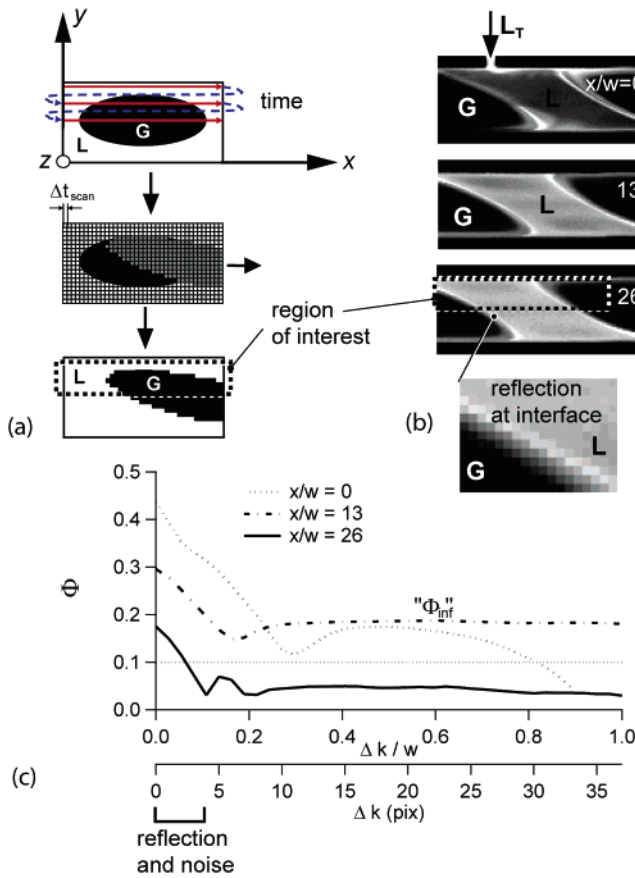 y
L_T
time
G
L
z
x
Δt_scan
x/w=0
G
L
13
G
L
26
region
of interest
L
G
(a)
(b)
reflection
at interface
L
G
0.5
0.4
0.3
0.2
0.1
0.0
Φ
x/w = 0
x/w = 13
x/w = 26
"Φ_inf"
0.0 0.2 0.4 0.6 0.8 1.0
Δ k / w
(c)
0 5 10 15 20 25 30 35
Δ k (pix)
reflection
and noise